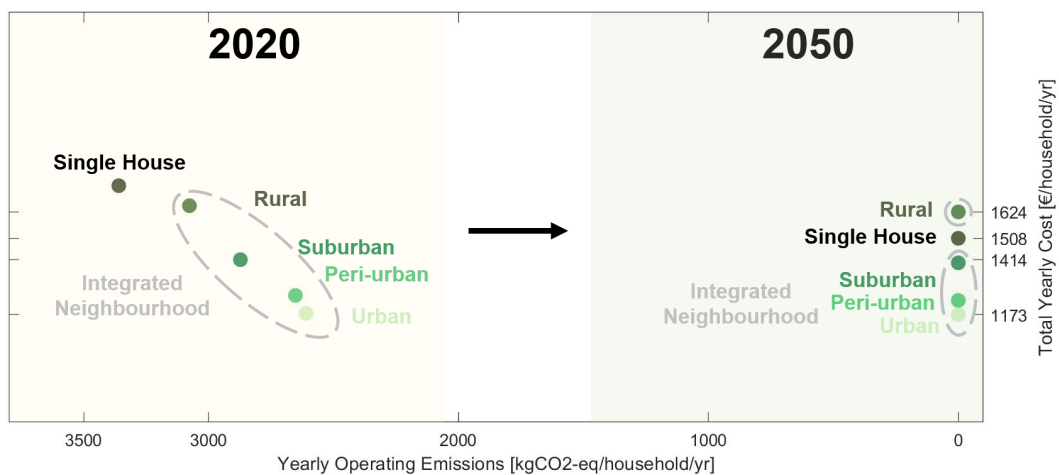 2020
2050
Single House
Rural
Suburban
Peri-urban
Urban
Integrated
Neighbourhood
Rural
Single House
Suburban
Peri-urban
Urban
Integrated
Neighbourhood
1624
1508
1414
1173
Total Yearly Cost [€/household/yr]
3500
3000
2000
1000
0
Yearly Operating Emissions [kgCO2-eq/household/yr]